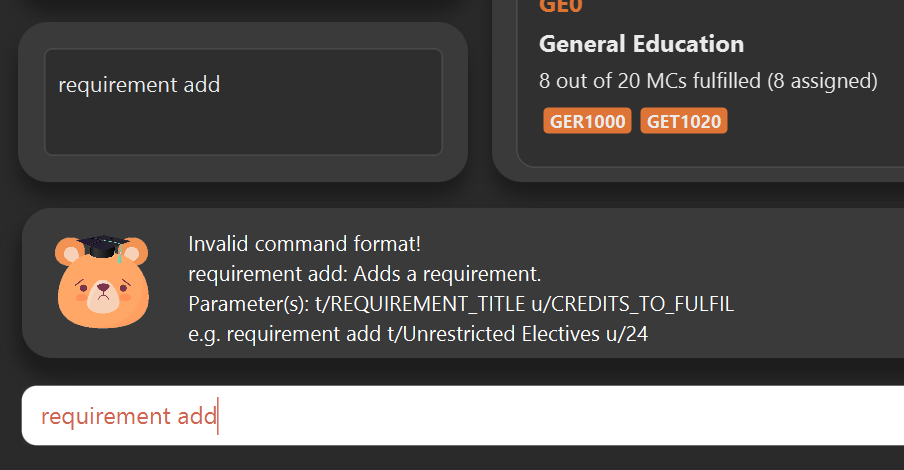 requirement add
GE0
General Education
8 out of 20 MCs fulfilled (8 assigned)
GER1000 GET1020
Invalid command format!
requirement add: Adds a requirement.
Parameter(s): t/REQUIREMENT_TITLE u/CREDITS_TO_FULFIL
e.g. requirement add t/Unrestricted Electives u/24
requirement add